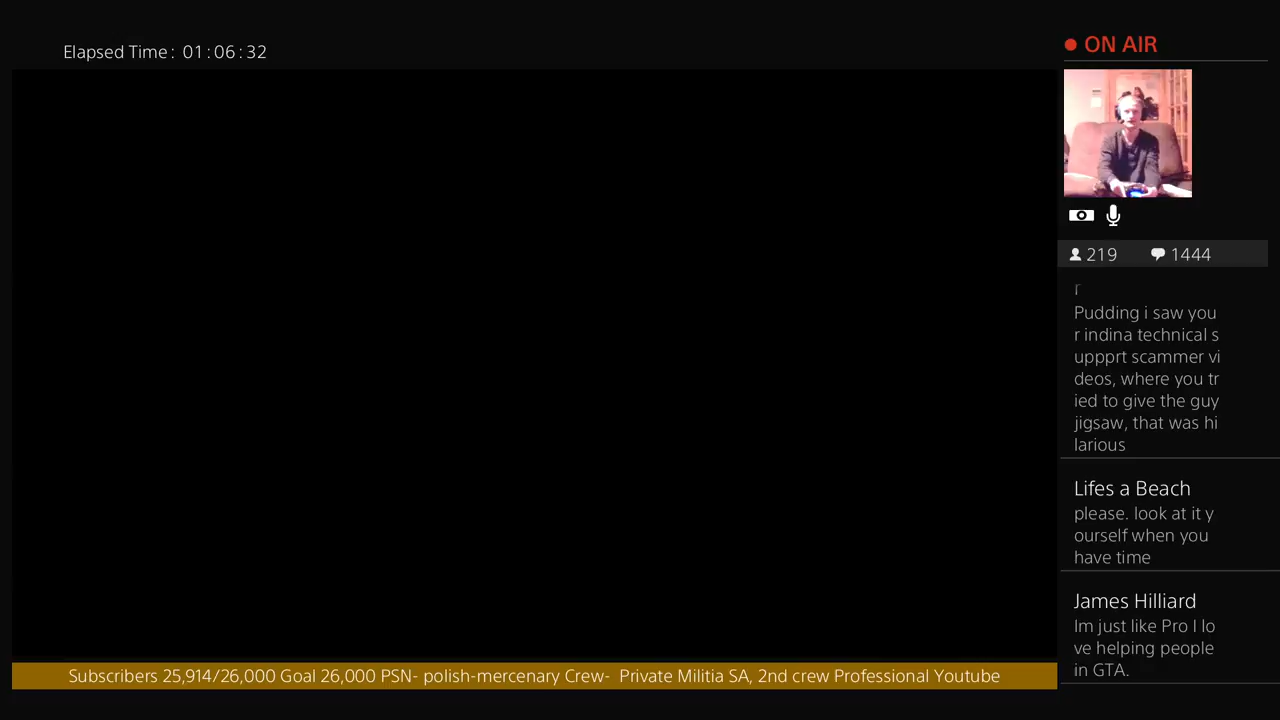 Elapsed Time: 01:06:32
ON AIR
219 1444
r
Pudding i saw you
r indina technical s
uppprt scammer vi
deos, where you tr
ied to give the guy
jigsaw, that was hi
larious
Lifes a Beach
please. look at it y
ourself when you
have time
James Hilliard
Im just like Pro I lo
ve helping people
in GTA.
Subscribers 25,914/26,000 Goal 26,000 PSN- polish-mercenary Crew- Private Militia SA, 2nd crew Professional Youtube